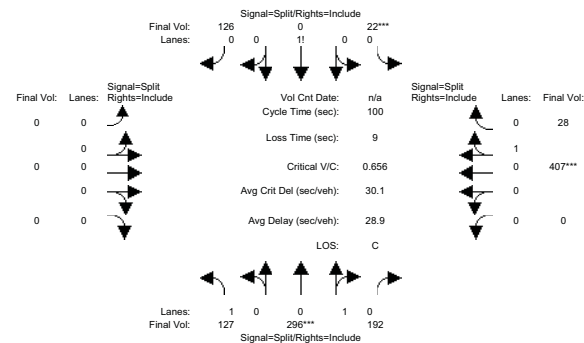 Signal=Split/Rights=Include
Final Vol: 126 0 22***
Lanes: 0 0 1! 0 0
Signal=Split
Final Vol: Lanes: Rights=Include
Vol Cnt Date: n/a
Signal=Split
Rights=Include Lanes: Final Vol:
Cycle Time (sec): 100
0 0
0 28
Loss Time (sec): 9
0
1
0 0
Critical V/C: 0.656
0 407***
0
Avg Crit Del (sec/veh): 30.1
0
0 0
Avg Delay (sec/veh): 28.9
0 0
LOS: C
Lanes: 1 0 0 1 0
Final Vol: 127 296*** 192
Signal=Split/Rights=Include